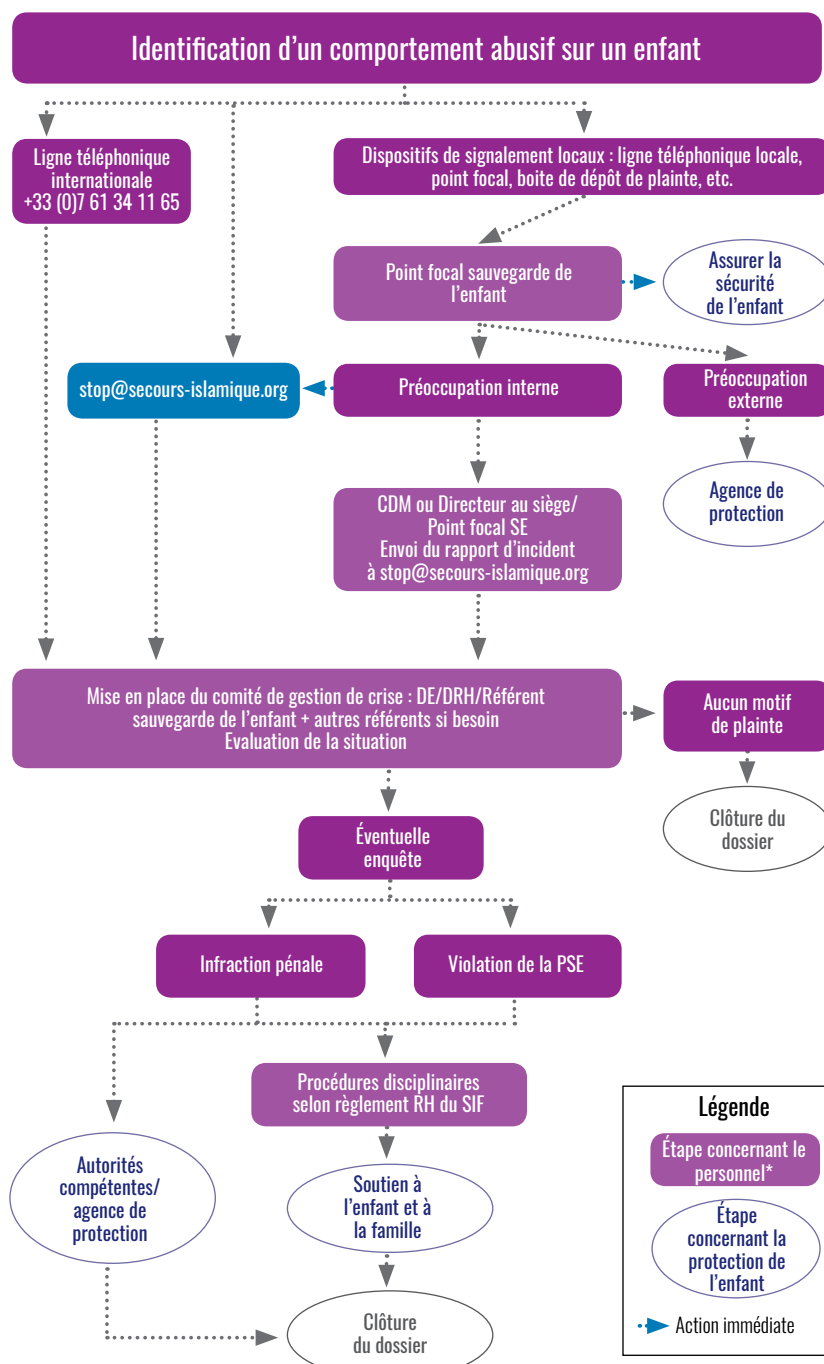 Identification d’un comportement abusif sur un enfant
Ligne téléphonique
internationale
+33 (0)7 61 34 11 65
Dispositifs de signalement locaux : ligne téléphonique locale,
point focal, boite de dépôt de plainte, etc.
Point focal sauvegarde de
l’enfant
Assurer la
sécurité
de l’enfant
stop@secours-islamique.org
Préoccupation interne
Préoccupation
externe
CDM ou Directeur au siège/
Point focal SE
Envoi du rapport d’incident
à stop@secours-islamique.org
Agence de
protection
Mise en place du comité de gestion de crise : DE/DRH/Référent
sauvegarde de l’enfant + autres référents si besoin
Evaluation de la situation
Aucun motif
de plainte
Clôture du
dossier
Éventuelle
enquête
Infraction pénale
Violation de la PSE
Procédures disciplinaires
selon règlement RH du SIF
Autorités
compétentes/
agence de
protection
Soutien à
l’enfant et à
la famille
Clôture
du dossier
Légende
Étape concernant le
personnel*
Étape
concernant la
protection de
l’enfant
Action immédiate